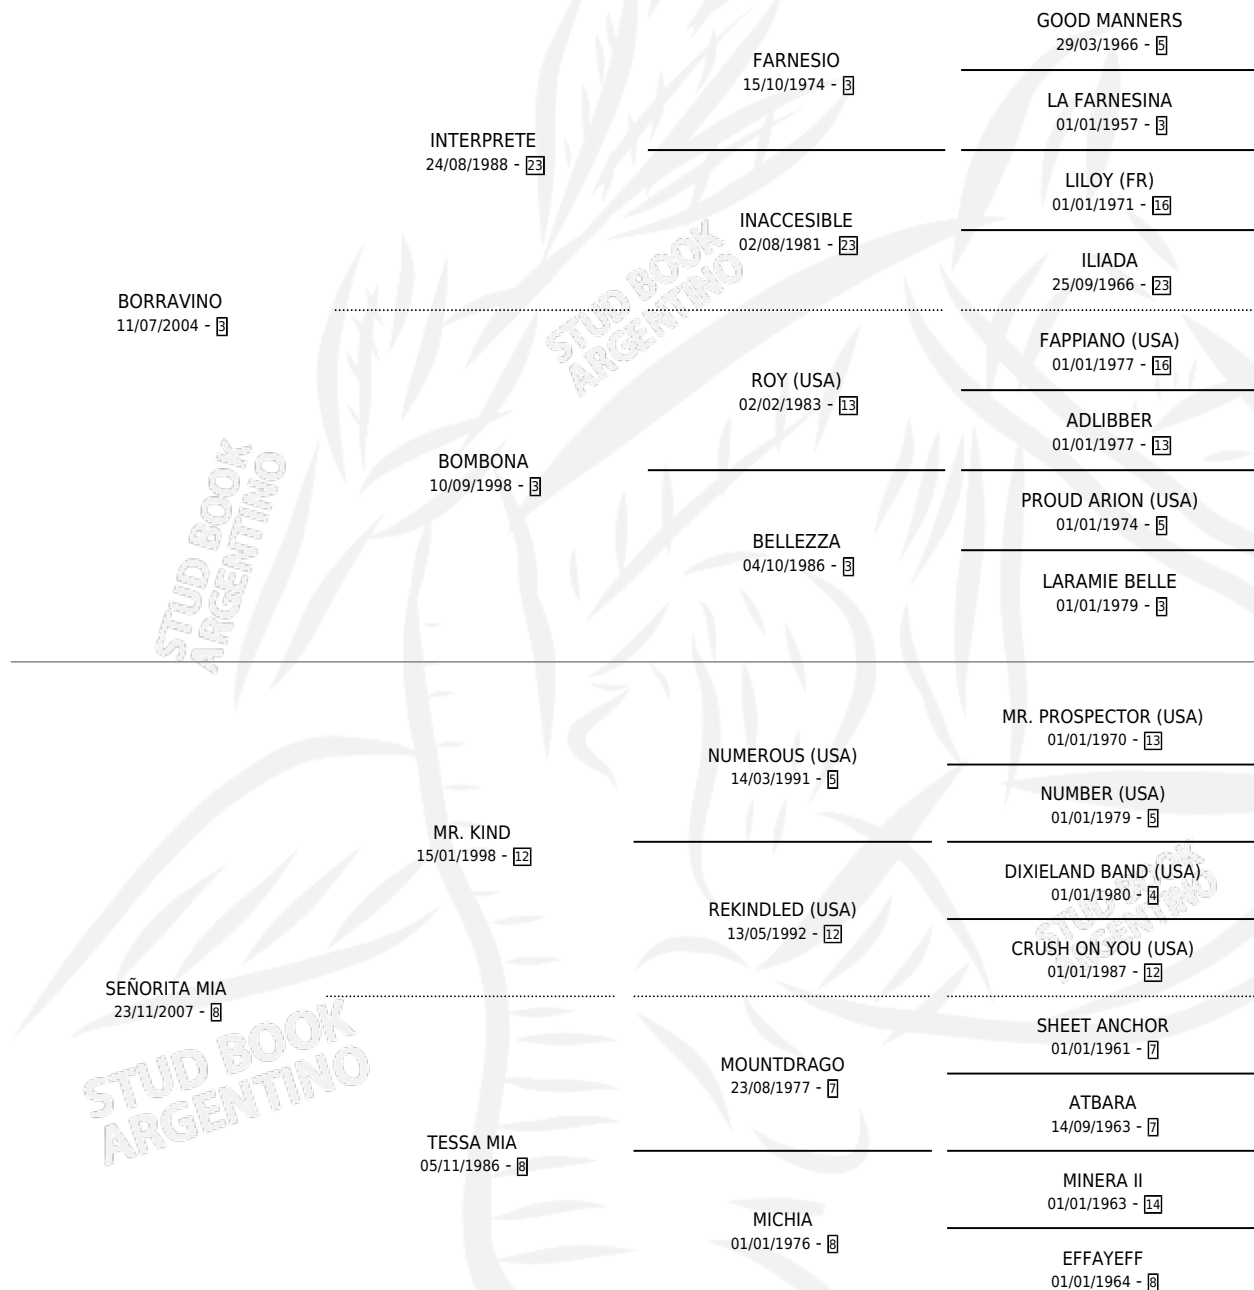 GOOD MANNERS
29/03/1966 - 5
FARNESIO
15/10/1974 - 3
LA FARNESINA
01/01/1957 - 3
INTERPRETE
24/08/1988 - 23
LILOY (FR)
01/01/1971 - 16
INACCESIBLE
02/08/1981 - 23
ILIADA
25/09/1966 - 23
BORRAVINO
11/07/2004 - 3
FAPPIANO (USA)
01/01/1977 - 16
ROY (USA)
02/02/1983 - 13
ADLIBBER
01/01/1977 - 13
BOMBONA
10/09/1998 - 3
PROUD ARION (USA)
01/01/1974 - 5
BELLEZZA
04/10/1986 - 3
LARAMIE BELLE
01/01/1979 - 3
MR. PROSPECTOR (USA)
01/01/1970 - 13
NUMEROUS (USA)
14/03/1991 - 5
NUMBER (USA)
01/01/1979 - 5
MR. KIND
15/01/1998 - 12
DIXIELAND BAND (USA)
01/01/1980 - 4
REKINDLED (USA)
13/05/1992 - 12
CRUSH ON YOU (USA)
01/01/1987 - 12
SEÑORITA MIA
23/11/2007 - 8
SHEET ANCHOR
01/01/1961 - 7
MOUNTDRAGO
23/08/1977 - 7
ATBARA
14/09/1963 - 7
TESSA MIA
05/11/1986 - 8
MINERA II
01/01/1963 - 14
MICHIA
01/01/1976 - 8
EFFAYEFF
01/01/1964 - 8
STUD BOOK
ARGENTINO
STUD BOOK
ARGENTINO
STUD BOOK
ARGENTINO
STUD BOOK
ARGENTINO